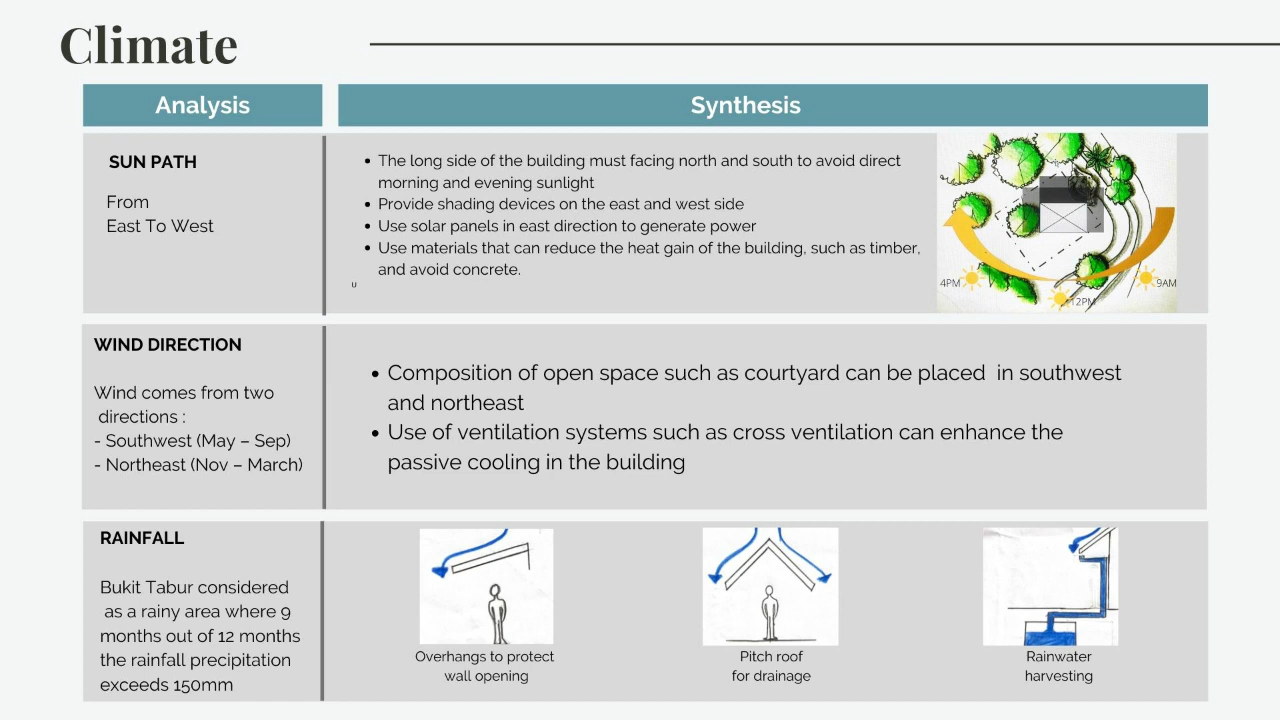 Climate
Analysis
Synthesis
SUN PATH
From
East To West
• The long side of the building must facing north and south to avoid direct
morning and evening sunlight
• Provide shading devices on the east and west side
• Use solar panels in east direction to generate power
• Use materials that can reduce the heat gain of the building, such as timber,
and avoid concrete.
U
4PM
12PM
9AM
WIND DIRECTION
Wind comes from two
directions :
- Southwest (May – Sep)
- Northeast (Nov – March)
• Composition of open space such as courtyard can be placed in southwest
and northeast
• Use of ventilation systems such as cross ventilation can enhance the
passive cooling in the building
RAINFALL
Bukit Tabur considered
as a rainy area where 9
months out of 12 months
the rainfall precipitation
exceeds 150mm
Overhangs to protect
wall opening
Pitch roof
for drainage
Rainwater
harvesting